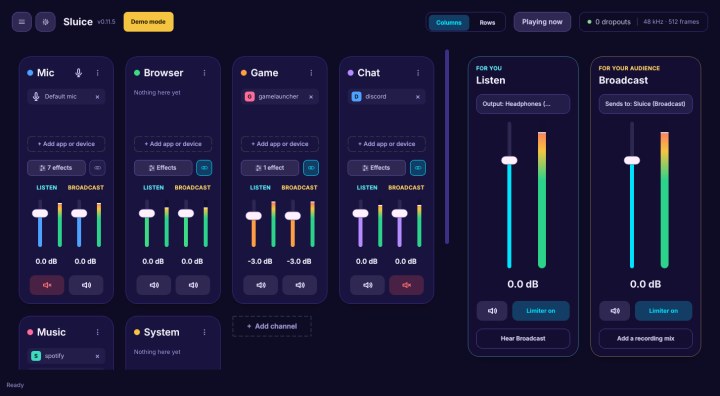 Sluice v0.11.5 Demo mode
Columns Rows Playing now 0 dropouts 48 kHz · 512 frames
Mic
Default mic ×
+ Add app or device
7 effects
LISTEN BROADCAST
0.0 dB 0.0 dB
Browser
Nothing here yet
+ Add app or device
Effects
LISTEN BROADCAST
0.0 dB 0.0 dB
Game
G gamelauncher ×
+ Add app or device
1 effect
LISTEN BROADCAST
-3.0 dB -3.0 dB
Chat
D discord ×
+ Add app or device
Effects
LISTEN BROADCAST
0.0 dB 0.0 dB
Music
S spotify ×
System
Nothing here yet
+ Add channel
FOR YOU
Listen
Output: Headphones (...
0.0 dB
Limiter on
Hear Broadcast
FOR YOUR AUDIENCE
Broadcast
Sends to: Sluice (Broadcast)
0.0 dB
Limiter on
Add a recording mix
Ready